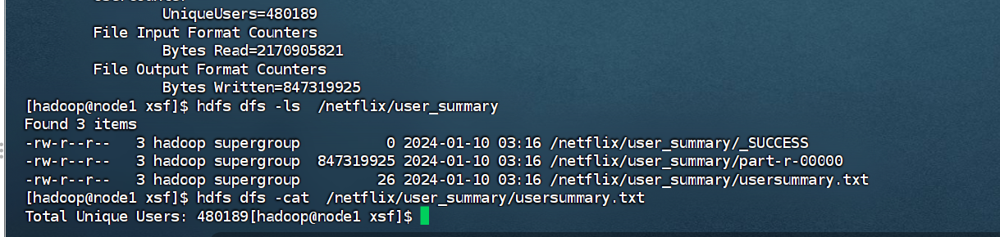 UniqueUsers=480189
File Input Format Counters
Bytes Read=2170905821
File Output Format Counters
Bytes Written=847319925
[hadoop@node1 xsf]$ hdfs dfs -ls  /netflix/user_summary
Found 3 items
-rw-r--r--   3 hadoop supergroup          0 2024-01-10 03:16 /netflix/user_summary/_SUCCESS
-rw-r--r--   3 hadoop supergroup  847319925 2024-01-10 03:16 /netflix/user_summary/part-r-00000
-rw-r--r--   3 hadoop supergroup         26 2024-01-10 03:16 /netflix/user_summary/usersummary.txt
[hadoop@node1 xsf]$ hdfs dfs -cat  /netflix/user_summary/usersummary.txt
Total Unique Users: 480189[hadoop@node1 xsf]$